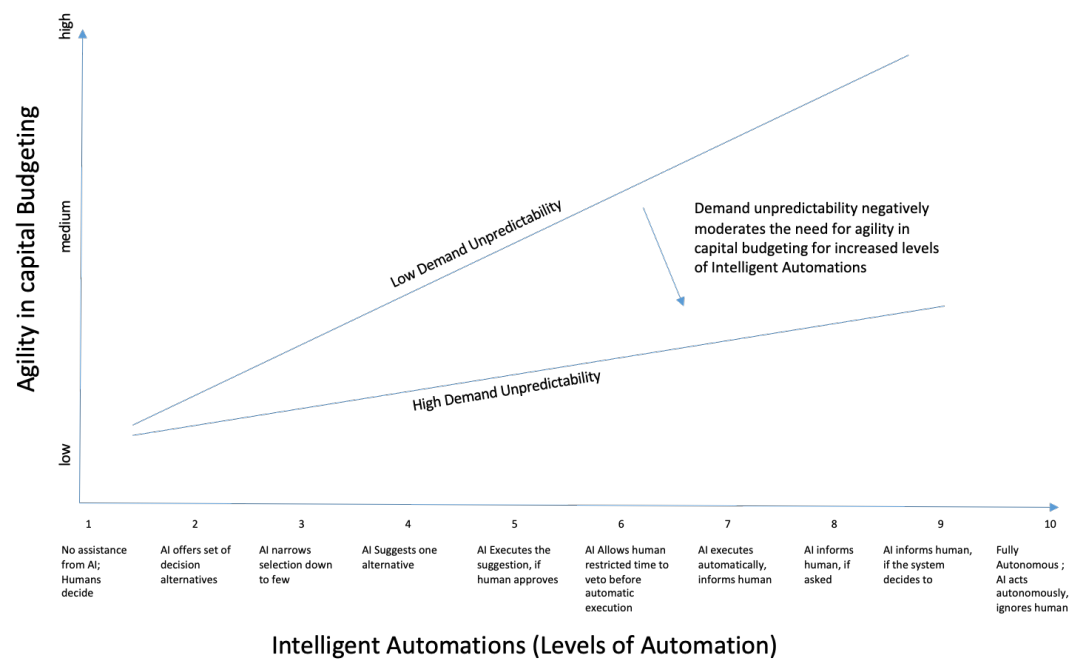 high
medium
low
Agility in capital Budgeting
Low Demand Unpredictability
High Demand Unpredictability
Demand unpredictability negatively
moderates the need for agility in
capital budgeting for increased levels
of Intelligent Automations
1
2
3
4
5
6
7
8
9
10
No assistance
from AI;
Humans
decide
AI offers set of
decision
alternatives
AI narrows
selection down
to few
AI Suggests one
alternative
AI Executes the
suggestion, if
human approves
AI Allows human
restricted time to
veto before
automatic
execution
AI executes
automatically,
informs human
AI informs
human, if
asked
AI informs human,
if the system
decides to
Fully
Autonomous ;
AI acts
autonomously,
ignores human
Intelligent Automations (Levels of Automation)